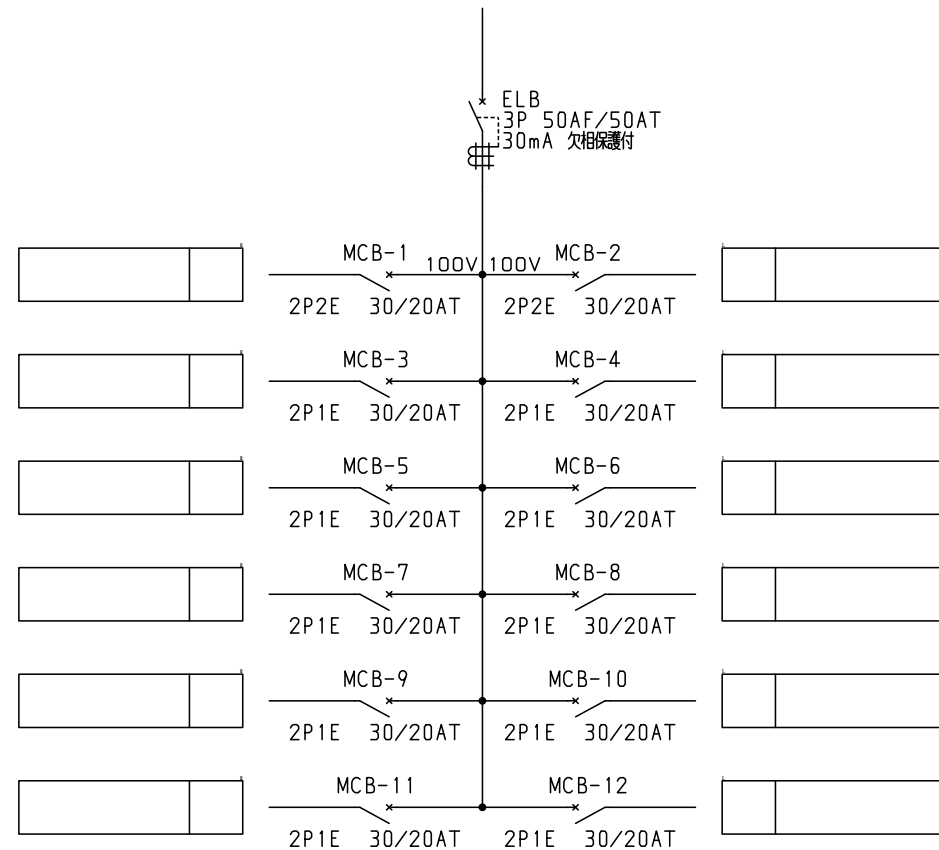 ELB
3P 50AF/50AT
30mA 欠相保護付
MCB-1 100V 100V MCB-2
2P2E 30/20AT 2P2E 30/20AT
MCB-3 MCB-4
2P1E 30/20AT 2P1E 30/20AT
MCB-5 MCB-6
2P1E 30/20AT 2P1E 30/20AT
MCB-7 MCB-8
2P1E 30/20AT 2P1E 30/20AT
MCB-9 MCB-10
2P1E 30/20AT 2P1E 30/20AT
MCB-11 MCB-12
2P1E 30/20AT 2P1E 30/20AT